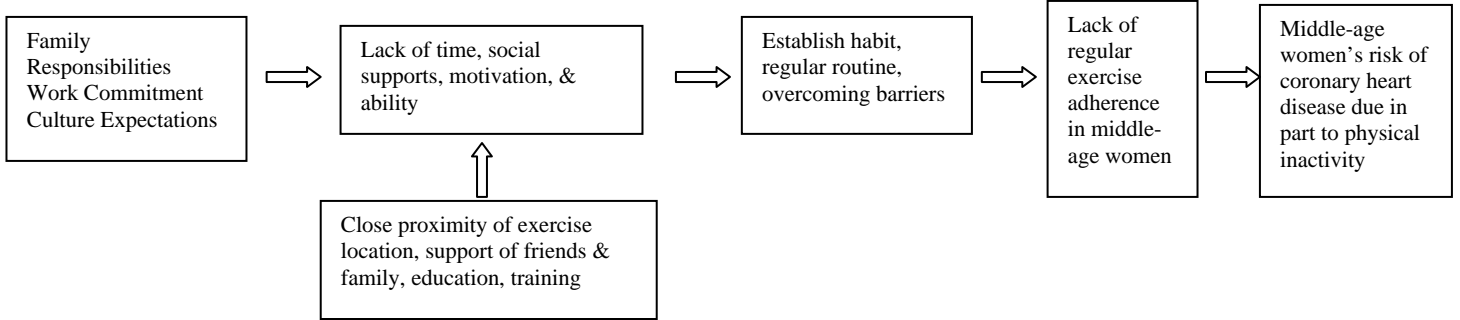 Family
Responsibilities
Work Commitment
Culture Expectations
Lack of time, social
supports, motivation, &
ability
Close proximity of exercise
location, support of friends &
family, education, training
Establish habit,
regular routine,
overcoming barriers
Lack of
regular
exercise
adherence
in middle-
age women
Middle-age
women’s risk of
coronary heart
disease due in
part to physical
inactivity